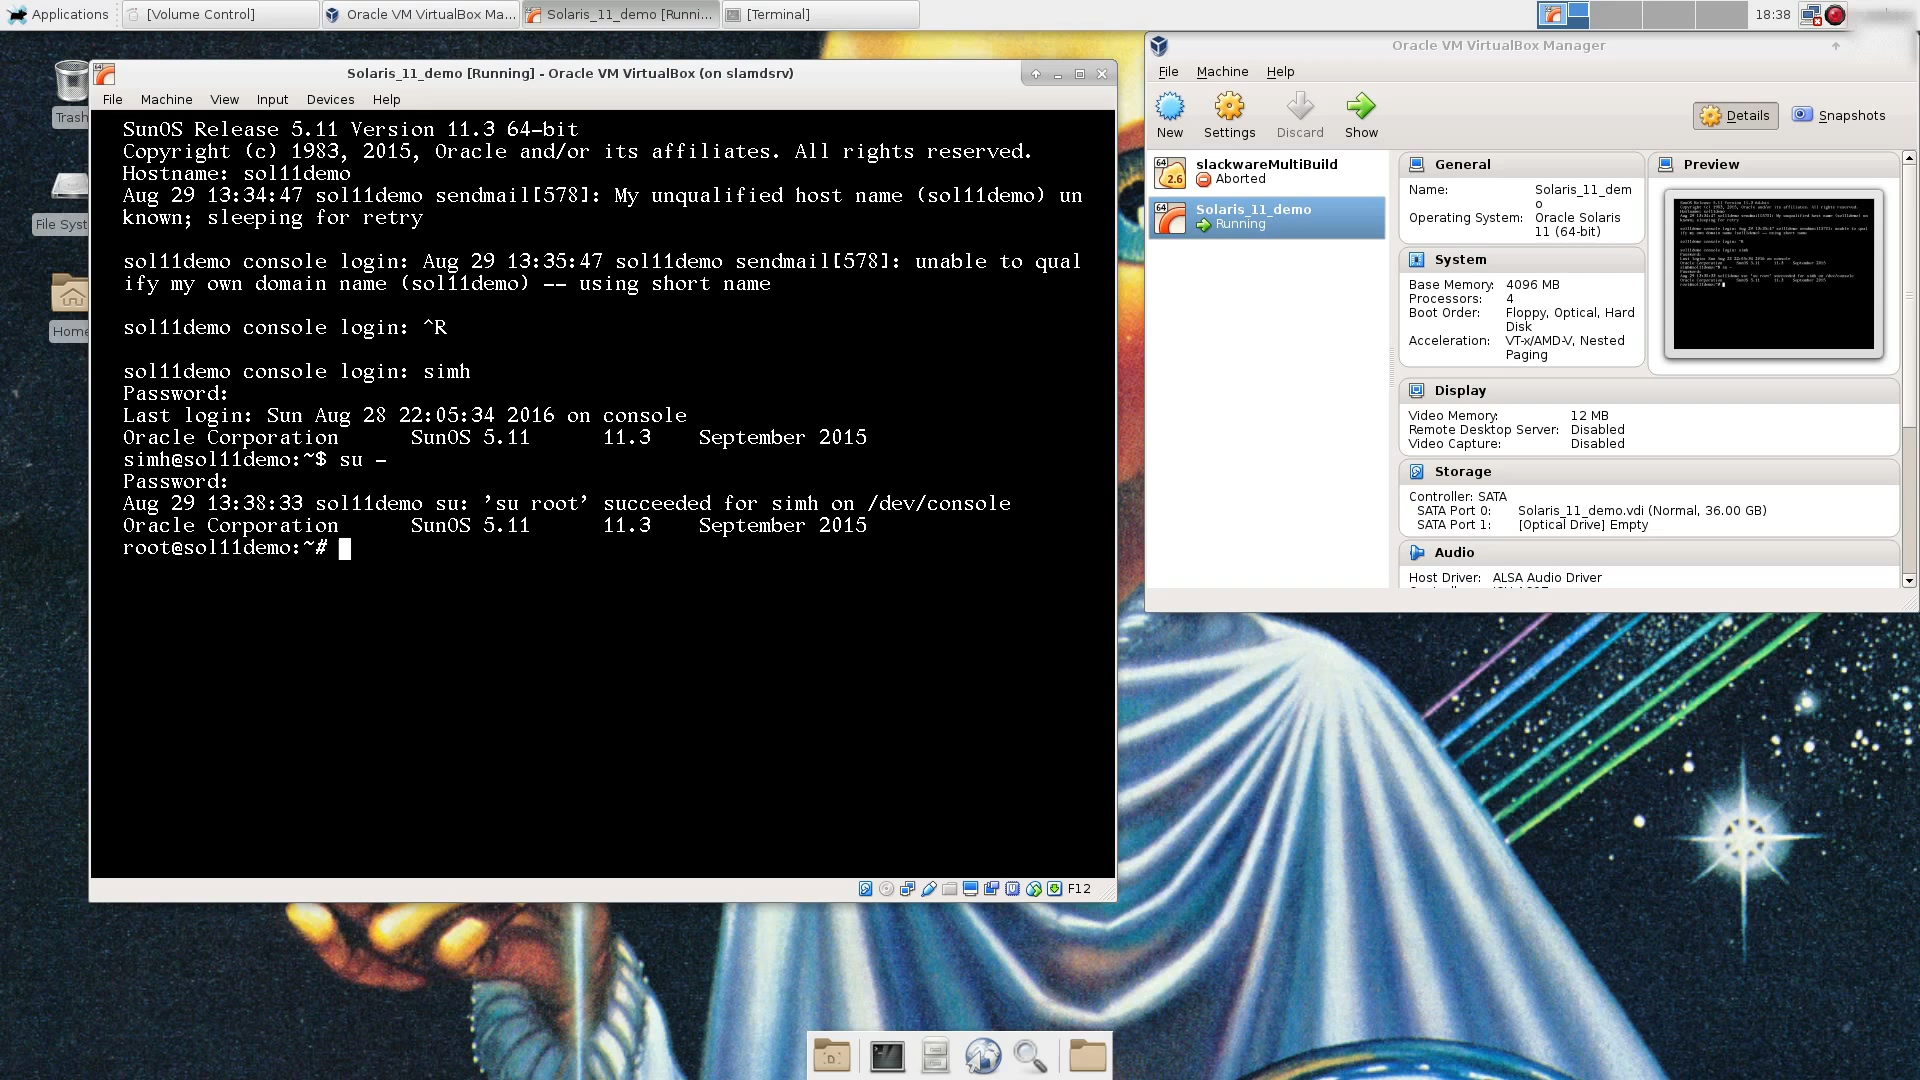 Applications
[Volume Control]
Oracle VM VirtualBox Ma...
Solaris_11_demo [Runni...
[Terminal]
18:38
Trash
File Syst
Home
Solaris_11_demo [Running] - Oracle VM VirtualBox (on slamdsrv)
File Machine View Input Devices Help
SunOS Release 5.11 Version 11.3 64-bit
Copyright (c) 1983, 2015, Oracle and/or its affiliates. All rights reserved.
Hostname: sol11demo
Aug 29 13:34:47 sol11demo sendmail[578]: My unqualified host name (sol11demo) un
known; sleeping for retry
sol11demo console login: Aug 29 13:35:47 sol11demo sendmail[578]: unable to qual
ify my own domain name (sol11demo) -- using short name
sol11demo console login: ^R
sol11demo console login: simh
Password:
Last login: Sun Aug 28 22:05:34 2016 on console
Oracle Corporation SunOS 5.11 11.3 September 2015
simh@sol11demo:~$ su -
Password:
Aug 29 13:38:33 sol11demo su: 'su root' succeeded for simh on /dev/console
Oracle Corporation SunOS 5.11 11.3 September 2015
root@sol11demo:~#
F12
Oracle VM VirtualBox Manager
File Machine Help
New Settings Discard Show
Details Snapshots
64
2.6
slackwareMultiBuild
Aborted
64
Solaris_11_demo
Running
General
Name: Solaris_11_dem
o
Operating System: Oracle Solaris
11 (64-bit)
System
Base Memory: 4096 MB
Processors: 4
Boot Order: Floppy, Optical, Hard
Disk
Acceleration: VT-x/AMD-V, Nested
Paging
Preview
Display
Video Memory: 12 MB
Remote Desktop Server: Disabled
Video Capture: Disabled
Storage
Controller: SATA
SATA Port 0: Solaris_11_demo.vdi (Normal, 36.00 GB)
SATA Port 1: [Optical Drive] Empty
Audio
Host Driver: ALSA Audio Driver